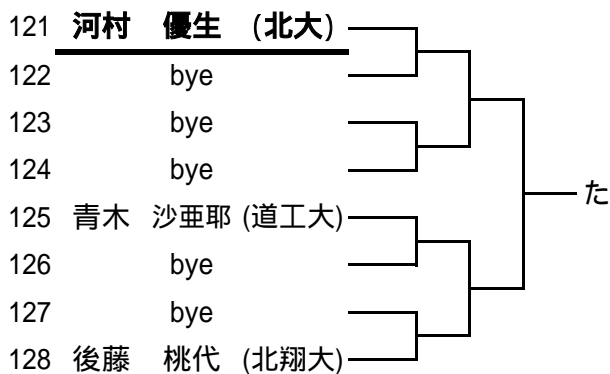 121 河村 優生 (北大)
122 bye
123 bye
124 bye
た
125 青木 沙亜耶 (道工大)
126 bye
127 bye
128 後藤 桃代 (北翔大)